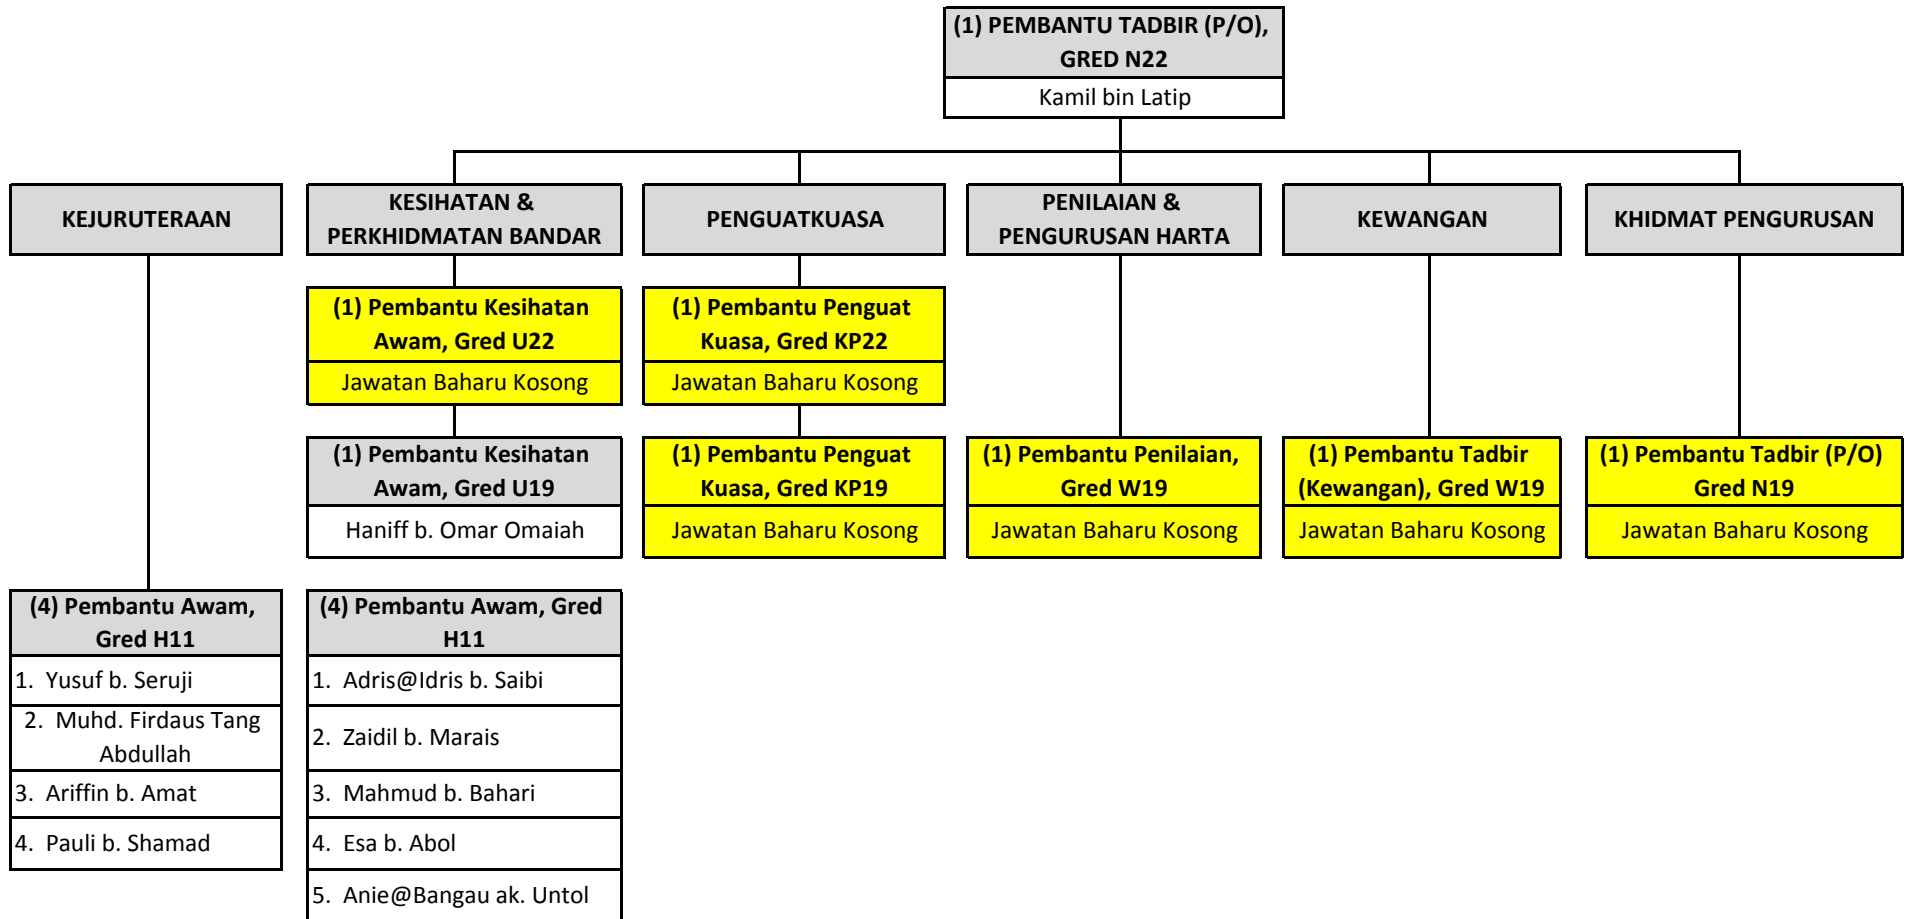 (1) PEMBANTU TADBIR (P/O),
GRED N22
Kamil bin Latip
KEJURUTERAAN
KESIHATAN &
PERKHIDMATAN BANDAR
PENGUATKUASA
PENILAIAN &
PENGURUSAN HARTA
KEWANGAN
KHIDMAT PENGURUSAN
(1) Pembantu Kesihatan
Awam, Gred U22
Jawatan Baharu Kosong
(1) Pembantu Penguat
Kuasa, Gred KP22
Jawatan Baharu Kosong
(1) Pembantu Kesihatan
Awam, Gred U19
Haniff b. Omar Omaiah
(1) Pembantu Penguat
Kuasa, Gred KP19
Jawatan Baharu Kosong
(1) Pembantu Penilaian,
Gred W19
Jawatan Baharu Kosong
(1) Pembantu Tadbir
(Kewangan), Gred W19
Jawatan Baharu Kosong
(1) Pembantu Tadbir (P/O)
Gred N19
Jawatan Baharu Kosong
(4) Pembantu Awam,
Gred H11
1. Yusuf b. Seruji
2. Muhd. Firdaus Tang
Abdullah
3. Ariffin b. Amat
4. Pauli b. Shamad
(4) Pembantu Awam, Gred
H11
1. Adris@Idris b. Saibi
2. Zaidil b. Marais
3. Mahmud b. Bahari
4. Esa b. Abol
5. Anie@Bangau ak. Untol